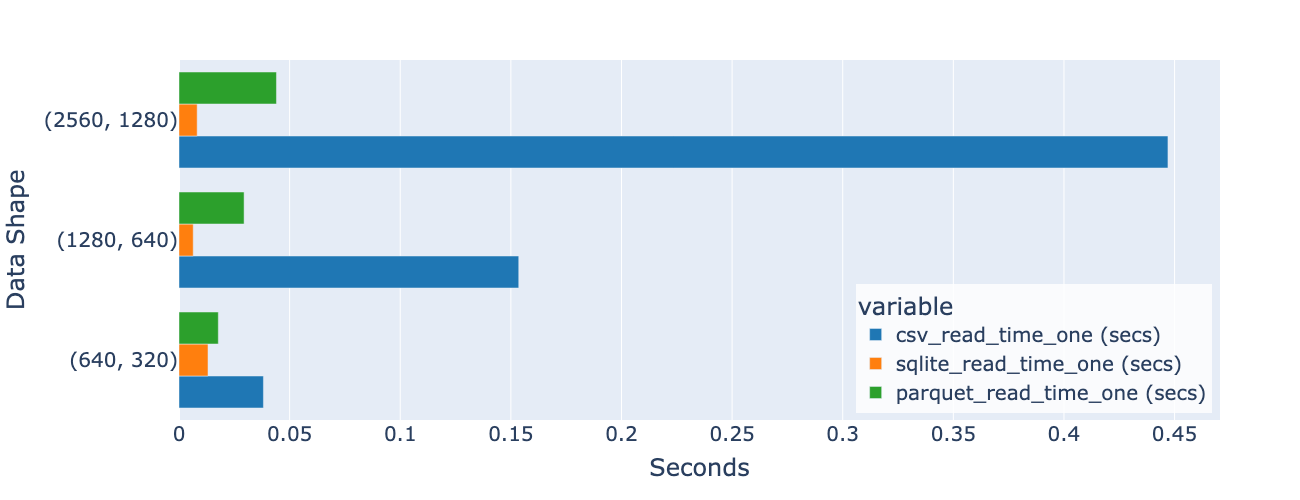 Data Shape
(2560, 1280)
(1280, 640)
(640, 320)
variable
csv_read_time_one (secs)
sqlite_read_time_one (secs)
parquet_read_time_one (secs)
0 0.05 0.1 0.15 0.2 0.25 0.3 0.35 0.4 0.45
Seconds